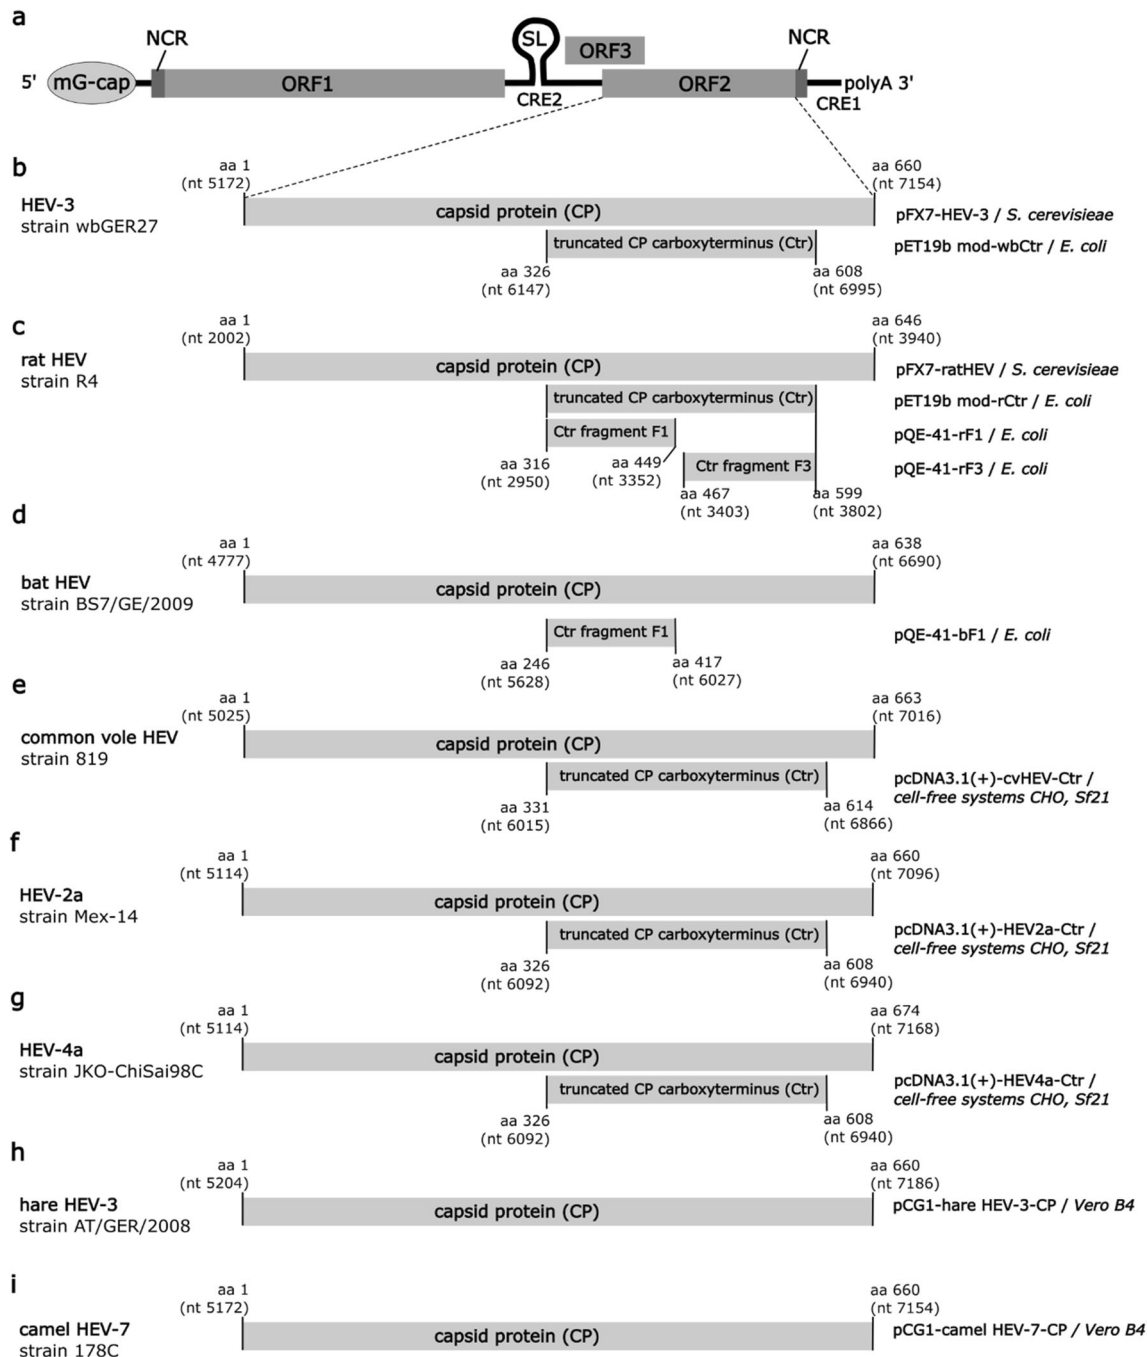 a
NCR
SL
ORF3
NCR
5'
mG-cap
ORF1
ORF2
polyA 3'
CRE2
CRE1
b
aa 1
(nt 5172)
aa 660
(nt 7154)
HEV-3
strain wbGER27
capsid protein (CP)
pFX7-HEV-3 / S. cerevisieae
truncated CP carboxyterminus (Ctr)
pET19b mod-wbCtr / E. coli
aa 326
(nt 6147)
aa 608
(nt 6995)
c
aa 1
(nt 2002)
aa 646
(nt 3940)
rat HEV
strain R4
capsid protein (CP)
pFX7-ratHEV / S. cerevisieae
truncated CP carboxyterminus (Ctr)
pET19b mod-rCtr / E. coli
Ctr fragment F1
pQE-41-rF1 / E. coli
aa 316
(nt 2950)
aa 449
(nt 3352)
Ctr fragment F3
pQE-41-rF3 / E. coli
aa 467
(nt 3403)
aa 599
(nt 3802)
d
aa 1
(nt 4777)
aa 638
(nt 6690)
bat HEV
strain BS7/GE/2009
capsid protein (CP)
Ctr fragment F1
pQE-41-bF1 / E. coli
aa 246
(nt 5628)
aa 417
(nt 6027)
e
aa 1
(nt 5025)
aa 663
(nt 7016)
common vole HEV
strain 819
capsid protein (CP)
truncated CP carboxyterminus (Ctr)
pcDNA3.1(+)-cvHEV-Ctr /
cell-free systems CHO, Sf21
aa 331
(nt 6015)
aa 614
(nt 6866)
f
aa 1
(nt 5114)
aa 660
(nt 7096)
HEV-2a
strain Mex-14
capsid protein (CP)
truncated CP carboxyterminus (Ctr)
pcDNA3.1(+)-HEV2a-Ctr /
cell-free systems CHO, Sf21
aa 326
(nt 6092)
aa 608
(nt 6940)
g
aa 1
(nt 5114)
aa 674
(nt 7168)
HEV-4a
strain JKO-ChiSai98C
capsid protein (CP)
truncated CP carboxyterminus (Ctr)
pcDNA3.1(+)-HEV4a-Ctr /
cell-free systems CHO, Sf21
aa 326
(nt 6092)
aa 608
(nt 6940)
h
aa 1
(nt 5204)
aa 660
(nt 7186)
hare HEV-3
strain AT/GER/2008
capsid protein (CP)
pCG1-hare HEV-3-CP / Vero B4
i
aa 1
(nt 5172)
aa 660
(nt 7154)
camel HEV-7
strain 178C
capsid protein (CP)
pCG1-camel HEV-7-CP / Vero B4